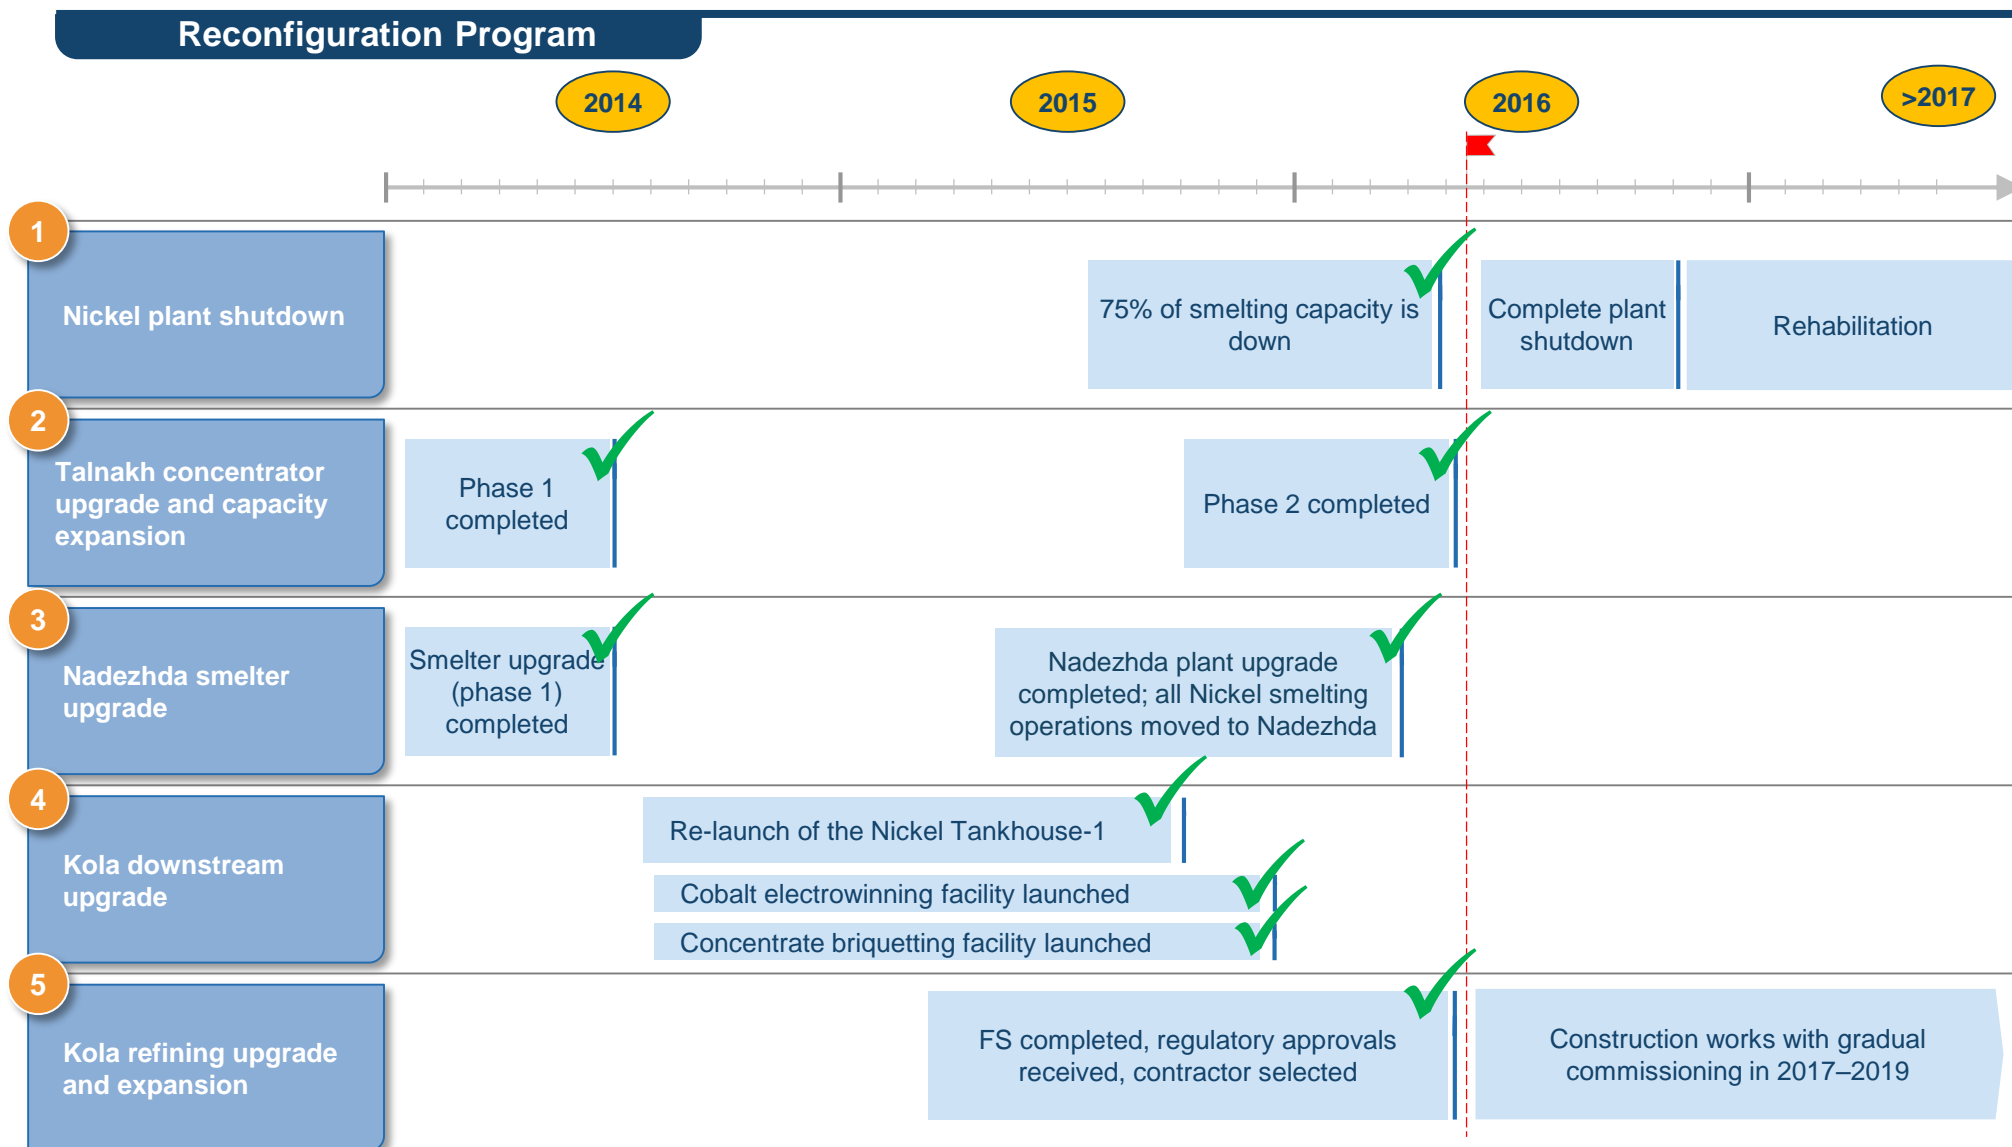 Reconfiguration Program
2014
2015
2016
>2017
1
Nickel plant shutdown
75% of smelting capacity is
down
Complete plant
shutdown
Rehabilitation
2
Talnakh concentrator
upgrade and capacity
expansion
Phase 1
completed
Phase 2 completed
3
Nadezhda smelter
upgrade
Smelter upgrade
(phase 1)
completed
Nadezhda plant upgrade
completed; all Nickel smelting
operations moved to Nadezhda
4
Kola downstream
upgrade
Re-launch of the Nickel Tankhouse-1
Cobalt electrowinning facility launched
Concentrate briquetting facility launched
5
Kola refining upgrade
and expansion
FS completed, regulatory approvals
received, contractor selected
Construction works with gradual
commissioning in 2017–2019